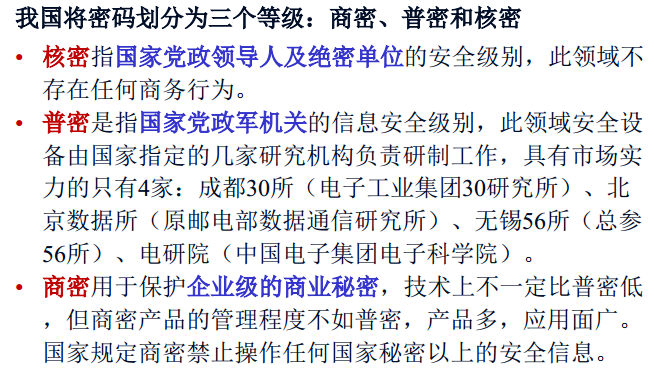 我国将密码划分为三个等级：商密、普密和核密
• 核密指国家党政领导人及绝密单位的安全级别，此领域不
存在任何商务行为。
• 普密是指国家党政军机关的信息安全级别，此领域安全设
备由国家指定的几家研究机构负责研制工作，具有市场实
力的只有4家：成都30所（电子工业集团30研究所）、北
京数据所（原邮电部数据通信研究所）、无锡56所（总参
56所）、电研院（中国电子集团电子科学院）。
• 商密用于保护企业级的商业秘密，技术上不一定比普密低
，但商密产品的管理程度不如普密，产品多，应用面广。
国家规定商密禁止操作任何国家秘密以上的安全信息。